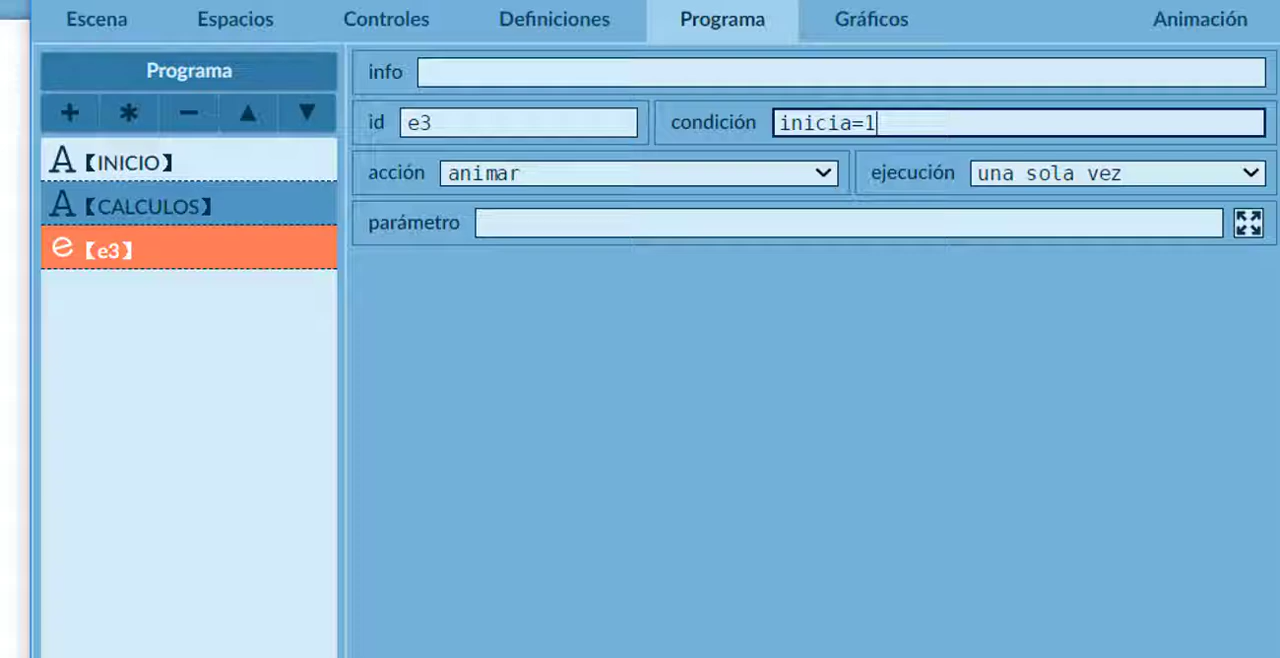 Escena Espacios Controles Definiciones Programa Gráficos Animación
Programa
+ * − ▲ ▼
A【INICIO】
A【CALCULOS】
e【e3】
info
id e3 condición inicia=1
acción animar ejecución una sola vez
parámetro